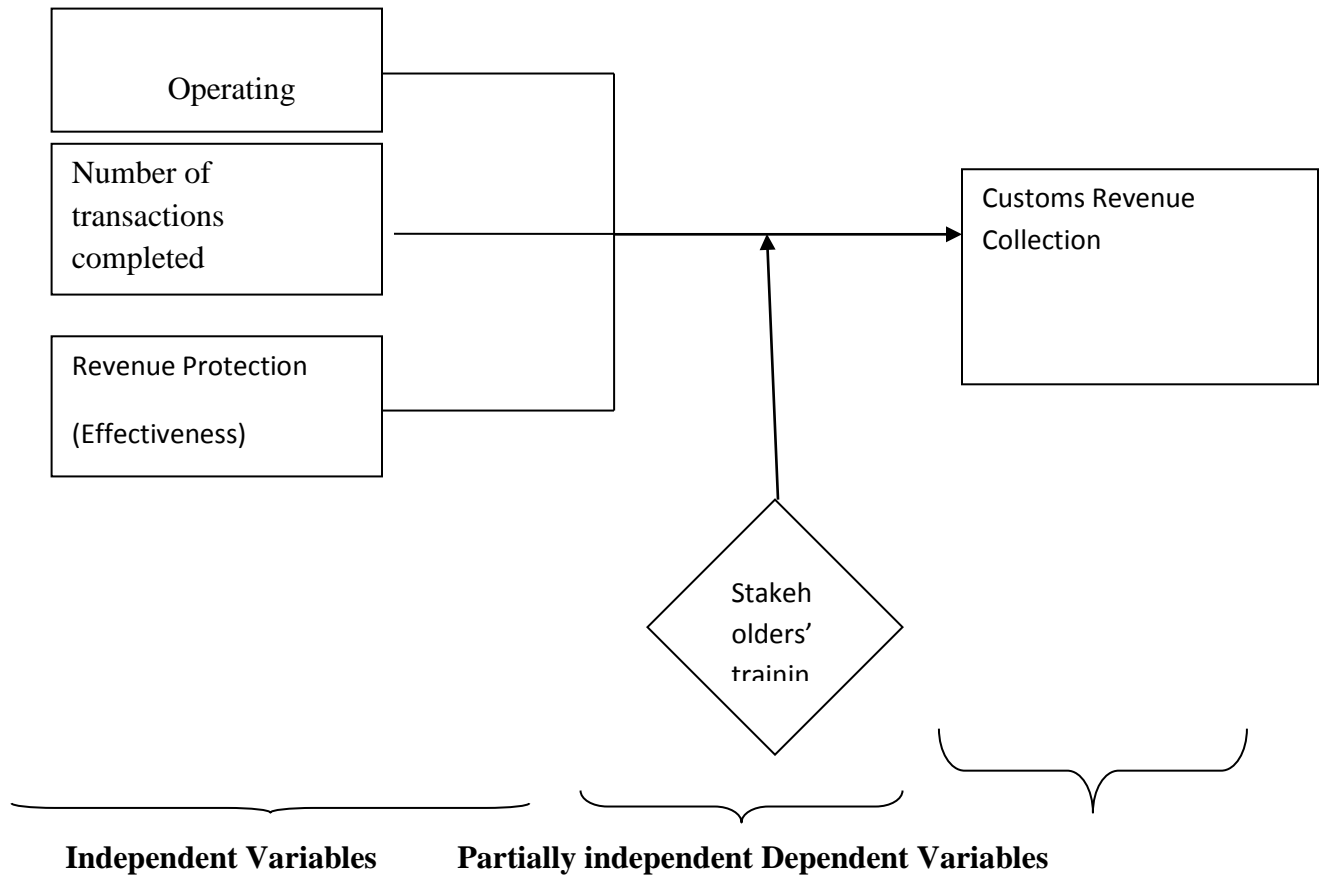 Operating
Number of
transactions
completed
Revenue Protection
(Effectiveness)
Customs Revenue
Collection
Stakeh
olders’
trainin
Independent Variables
Partially independent Dependent Variables